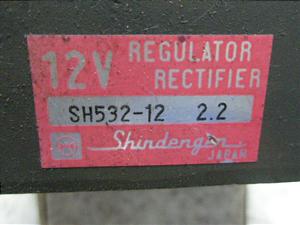 12V REGULATOR
RECTIFIER
SH532-12 2.2
Shindengen
JAPAN